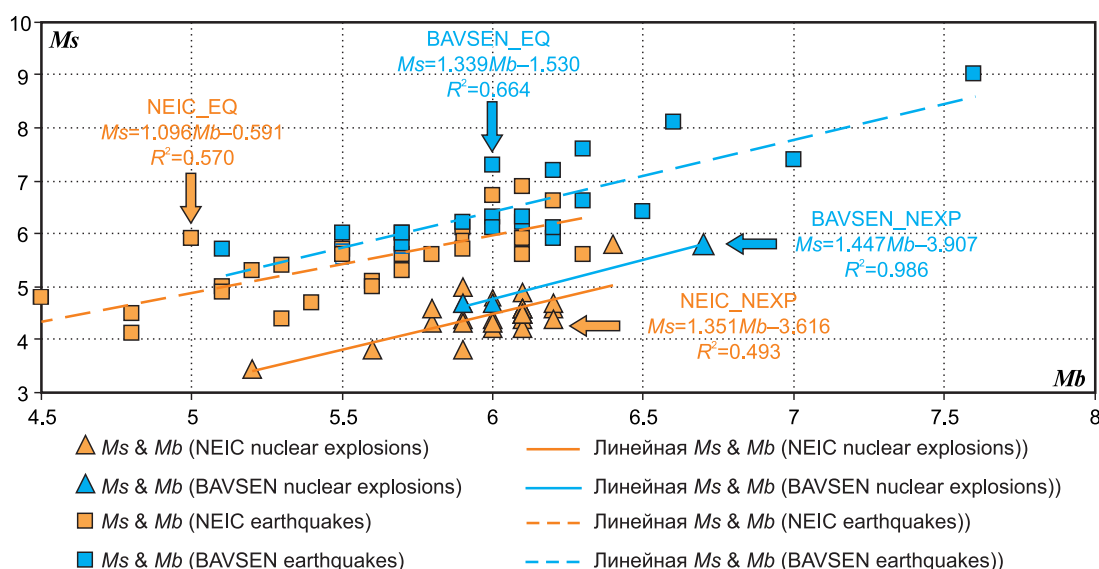 10
9
8
7
6
5
4
3
Ms
BAVSEN_EQ
Ms=1.339Mb–1.530
R²=0.664
NEIC_EQ
Ms=1.096Mb–0.591
R²=0.570
BAVSEN_NEXP
Ms=1.447Mb–3.907
R²=0.986
NEIC_NEXP
Ms=1.351Mb–3.616
R²=0.493
Mb
4.5 5 5.5 6 6.5 7 7.5 8
Ms & Mb (NEIC nuclear explosions)
Ms & Mb (BAVSEN nuclear explosions)
Ms & Mb (NEIC earthquakes)
Ms & Mb (BAVSEN earthquakes)
Линейная Ms & Mb (NEIC nuclear explosions))
Линейная Ms & Mb (BAVSEN nuclear explosions))
Линейная Ms & Mb (NEIC earthquakes))
Линейная Ms & Mb (BAVSEN earthquakes))